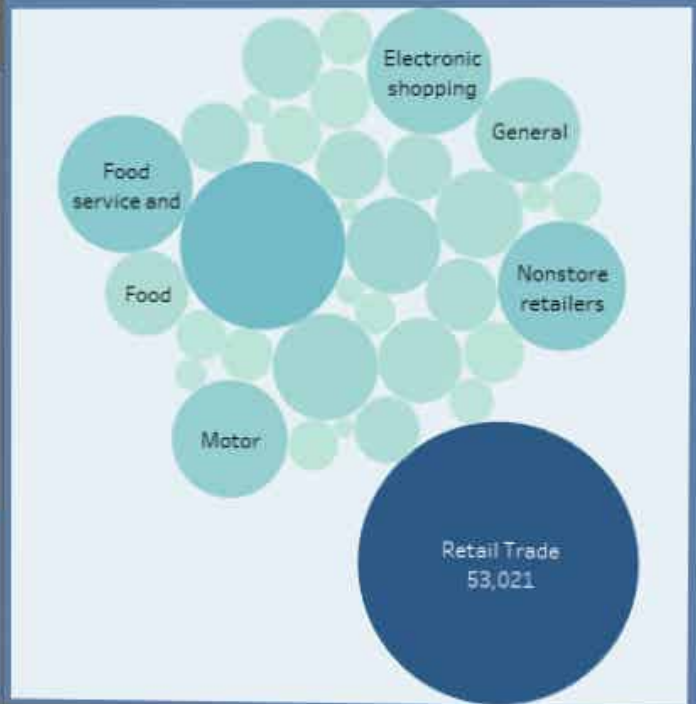 Electronic
shopping
General
Food
service and
Nonstore
retailers
Food
Motor
Retail Trade
53,021